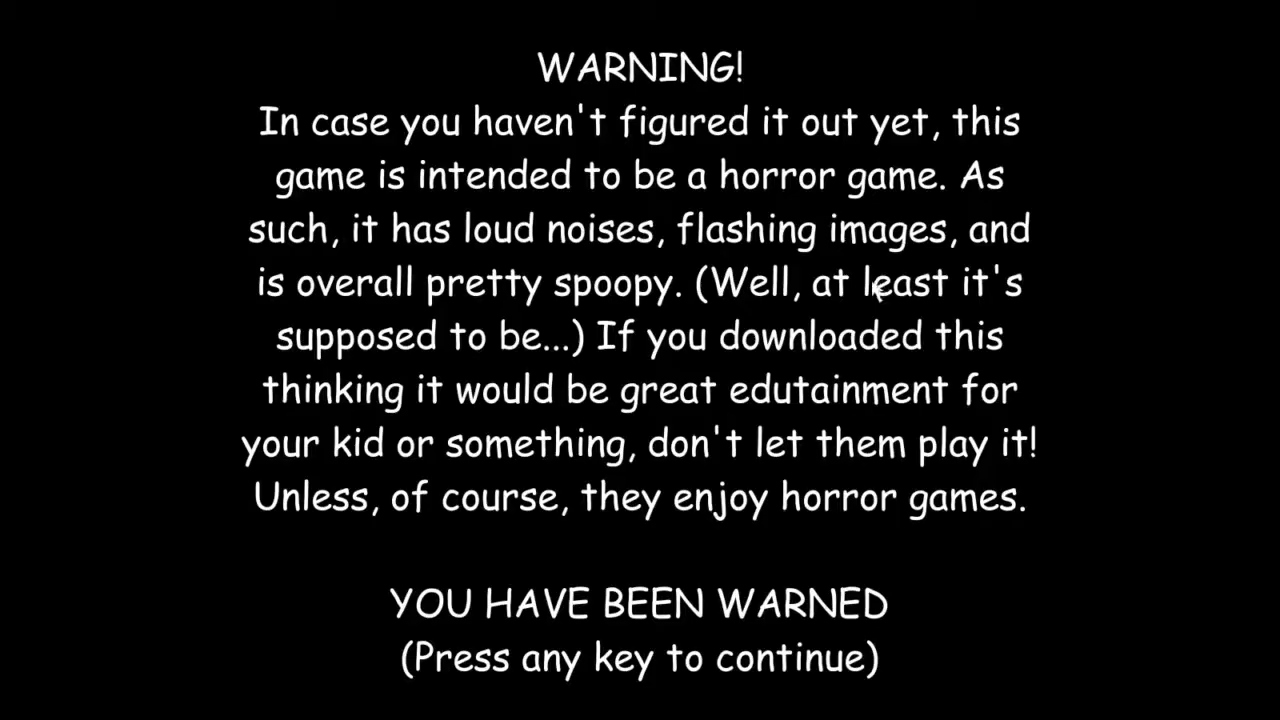 WARNING!
In case you haven't figured it out yet, this
game is intended to be a horror game. As
such, it has loud noises, flashing images, and
is overall pretty spoopy. (Well, at least it's
supposed to be...) If you downloaded this
thinking it would be great edutainment for
your kid or something, don't let them play it!
Unless, of course, they enjoy horror games.
YOU HAVE BEEN WARNED
(Press any key to continue)